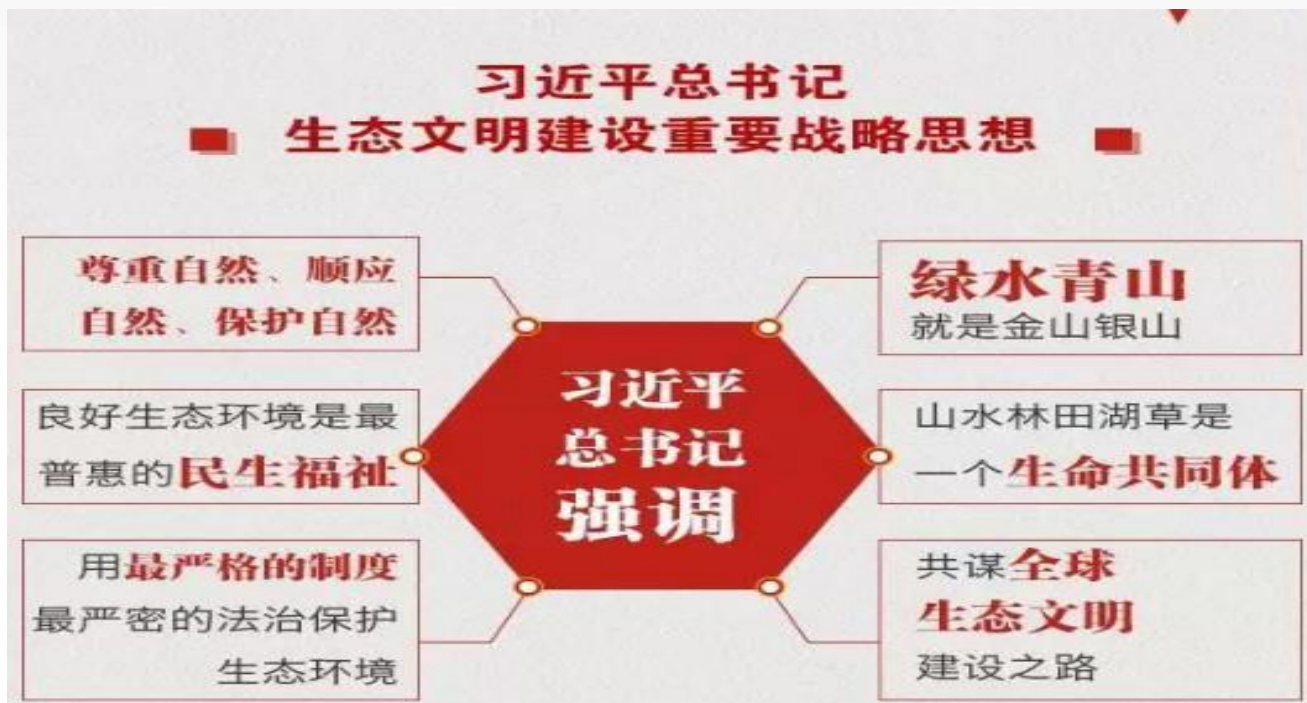 习近平总书记
生态文明建设重要战略思想
尊重自然、顺应
自然、保护自然
良好生态环境是最
普惠的民生福祉
用最严格的制度
最严密的法治保护
生态环境
习近平
总书记
强调
绿水青山
就是金山银山
山水林田湖草是
一个生命共同体
共谋全球
生态文明
建设之路